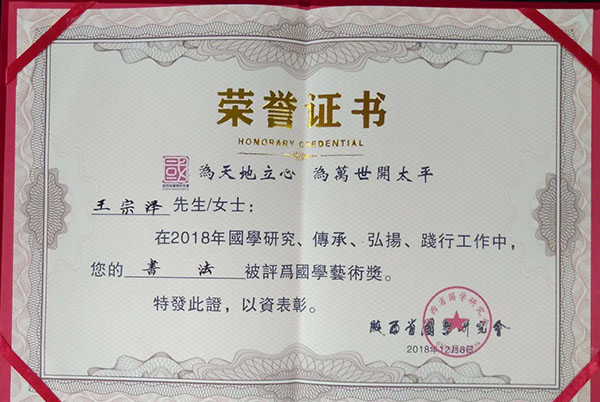 荣誉证书
HONORARY CREDENTIAL
為天地立心 為萬世開太平
王宗泽 先生/女士：
在2018年國學研究、傳承、弘揚、踐行工作中，
您的 書 法 被評爲國學藝術獎。
特發此證，以資表彰。
陝西省國學研究會
2018年12月8日